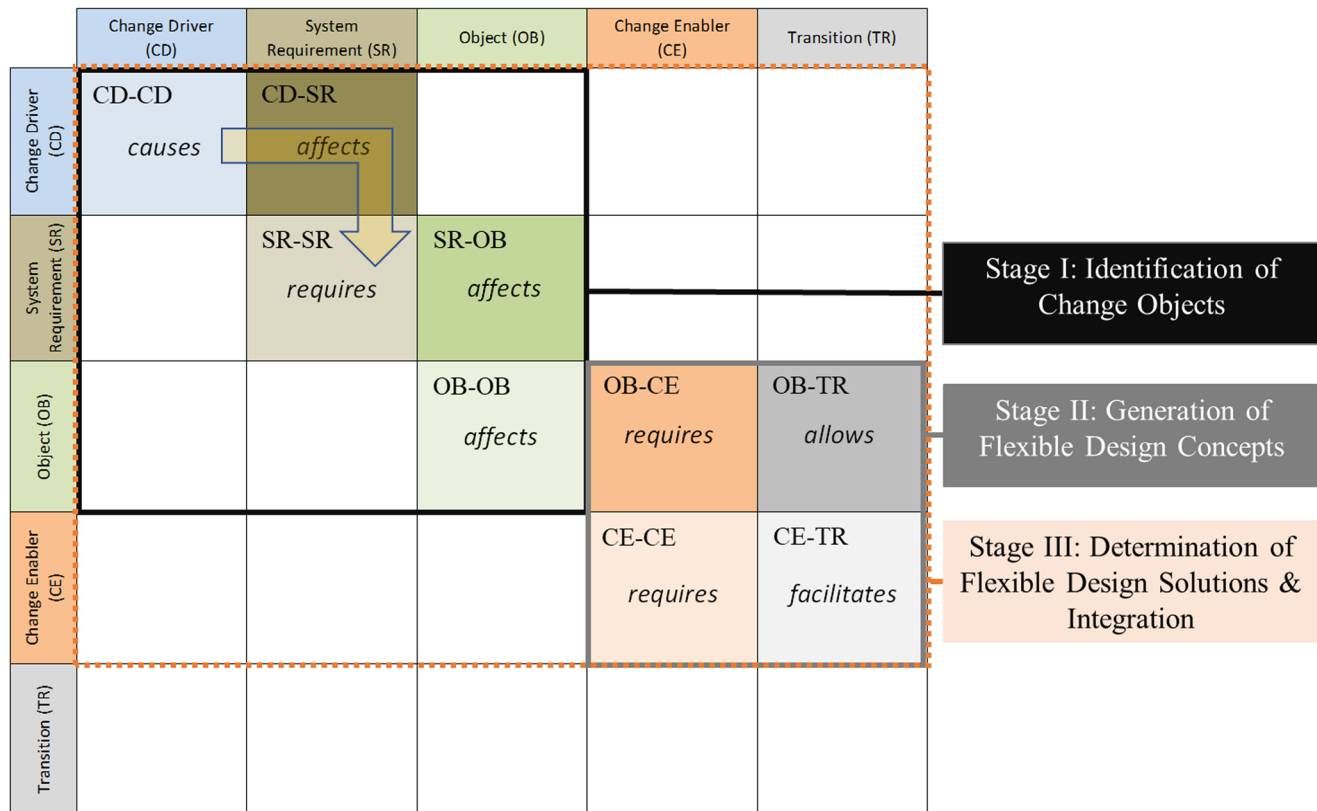 Change Driver
(CD)
System
Requirement (SR)
Object (OB)
Change Enabler
(CE)
Transition (TR)
Change Driver
(CD)
CD-CD
causes
CD-SR
affects
System
Requirement (SR)
SR-SR
requires
SR-OB
affects
Stage I: Identification of
Change Objects
Object (OB)
OB-OB
affects
OB-CE
requires
OB-TR
allows
Stage II: Generation of
Flexible Design Concepts
Change Enabler
(CE)
CE-CE
requires
CE-TR
facilitates
Stage III: Determination of
Flexible Design Solutions &
Integration
Transition (TR)